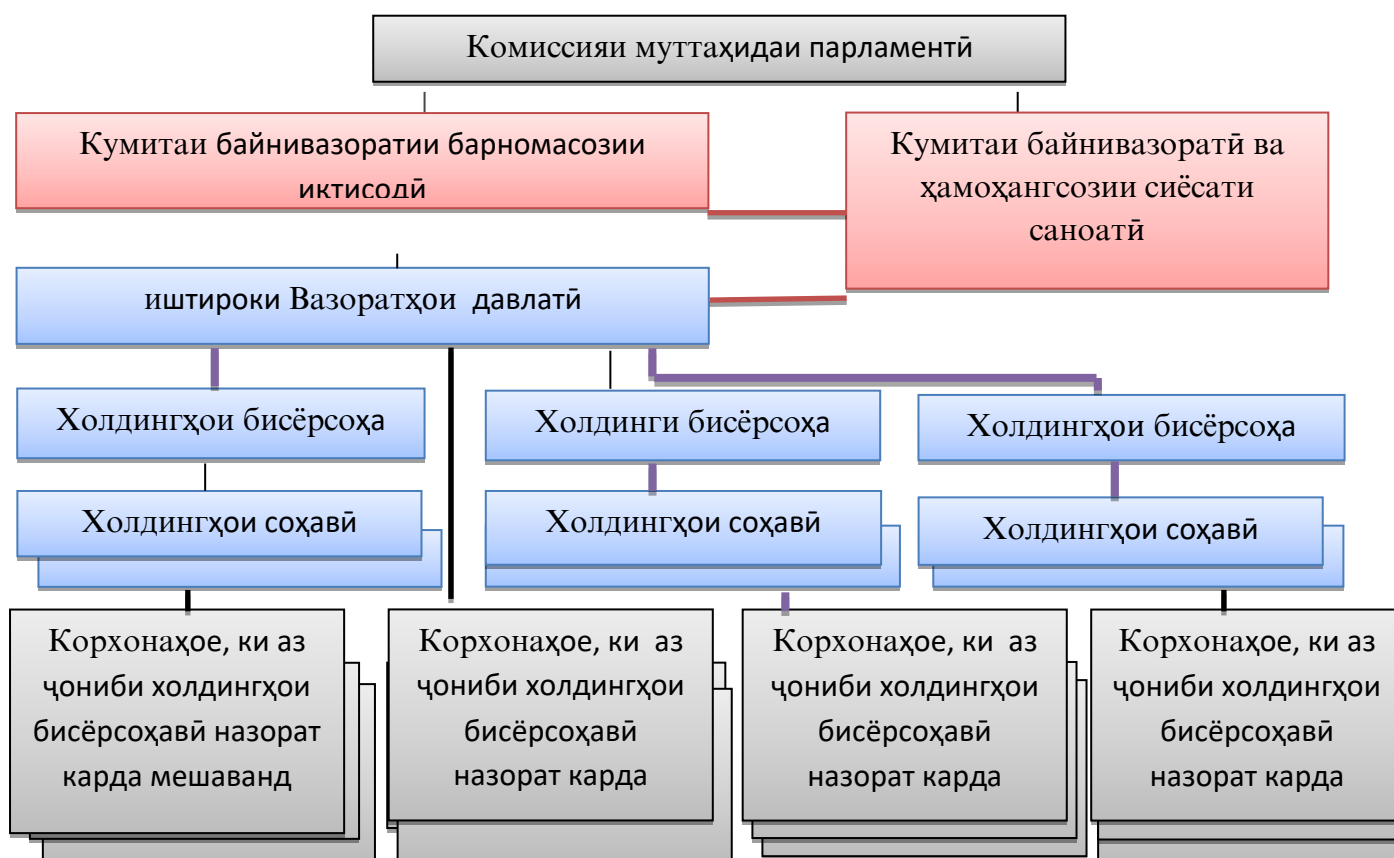 Комиссияи муттаҳидаи парламентӣ
Кумитаи байнивазоратии барномасозии
иқтисодӣ
Кумитаи байнивазоратӣ ва
ҳамоҳангсозии сиёсати
саноатӣ
иштироки Вазоратҳои давлатӣ
Холдингҳои бисёрсоҳа
Холдинги бисёрсоҳа
Холдингҳои бисёрсоҳа
Холдингҳои соҳавӣ
Холдингҳои соҳавӣ
Холдингҳои соҳавӣ
Корхонаҳое, ки аз
ҷониби холдингҳои
бисёрсоҳавӣ назорат
карда мешаванд
Корхонаҳое, ки аз
ҷониби холдингҳои
бисёрсоҳавӣ
назорат карда
Корхонаҳое, ки аз
ҷониби холдингҳои
бисёрсоҳавӣ
назорат карда
Корхонаҳое, ки аз
ҷониби холдингҳои
бисёрсоҳавӣ
назорат карда